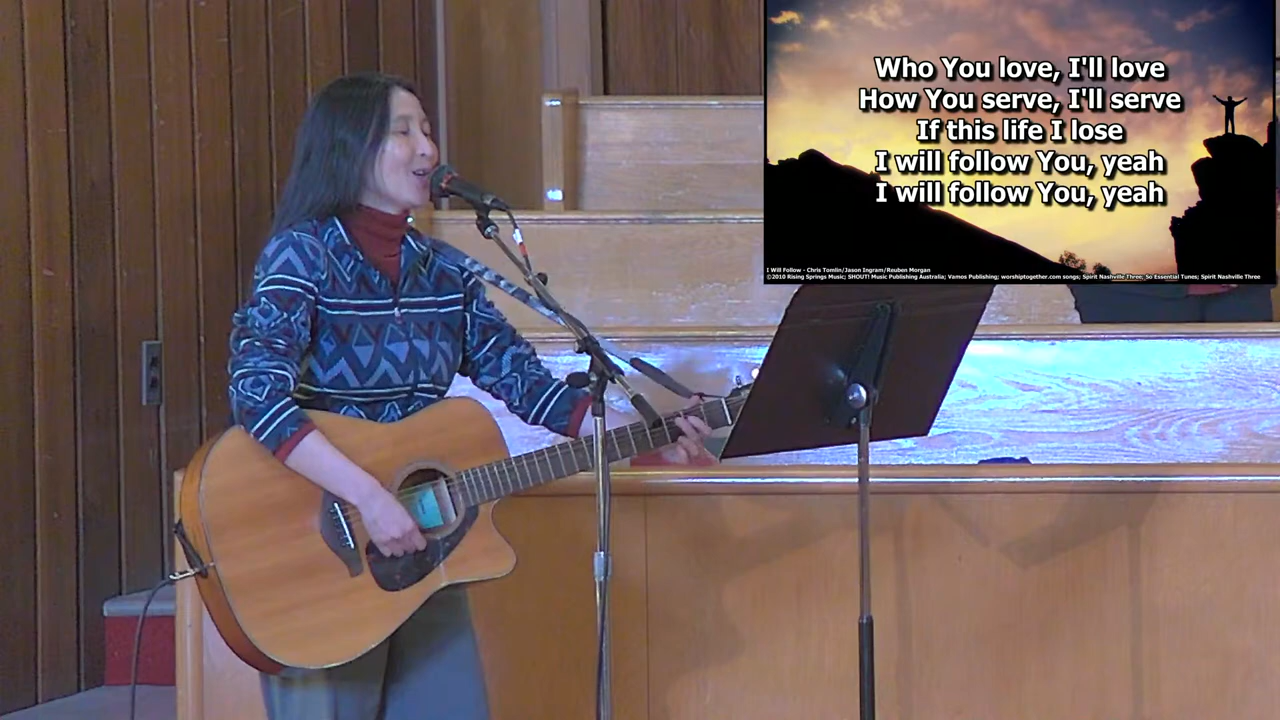 Who You love, I'll love
How You serve, I'll serve
If this life I lose
I will follow You, yeah
I will follow You, yeah
I Will Follow - Chris Tomlin/Jason Ingram/Reuben Morgan
©2010 Rising Springs Music; SHOUT! Music Publishing Australia; Vamos Publishing; worshiptogether.com songs; Spirit Nashville Three, So Essential Tunes; Spirit Nashville Three